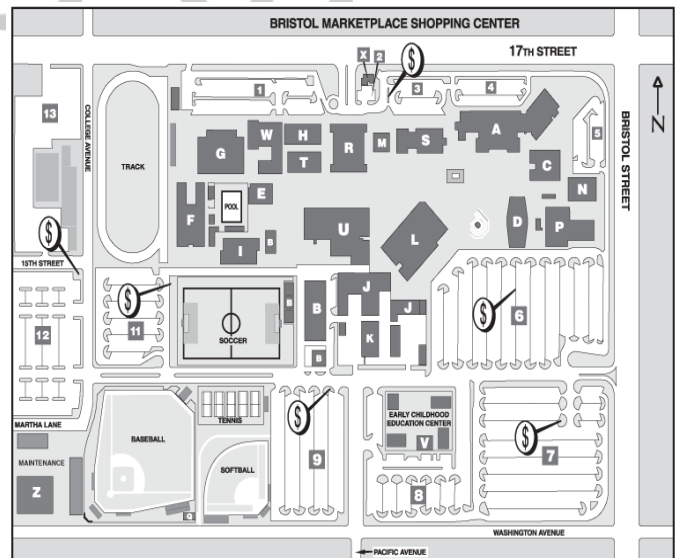 BRISTOL MARKETPLACE SHOPPING CENTER
17TH STREET
X 2
$
1
3
4
13
COLLEGE AVENUE
TRACK
W
H
G
T
R
M
S
A
5
BRISTOL STREET
N
C
N
F
POOL
E
I
B
U
L
D
P
$
15TH STREET
$
11
12
SOCCER
B
B
B
J
J
K
$
6
MARTHA LANE
BASEBALL
TENNIS
SOFTBALL
$
9
EARLY CHILDHOOD
EDUCATION CENTER
V
8
$
7
MAINTENANCE
Z
Q
WASHINGTON AVENUE
PACIFIC AVENUE